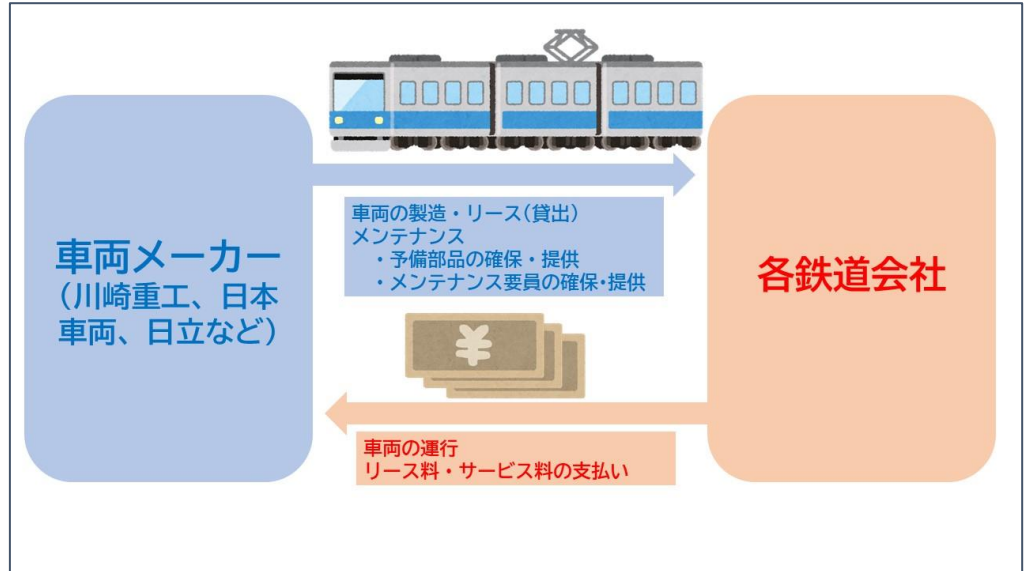 車両メーカー
（川崎重工、日本
車両、日立など）
車両の製造・リース(貸出)
メンテナンス
・予備部品の確保・提供
・メンテナンス要員の確保・提供
¥
車両の運行
リース料・サービス料の支払い
各鉄道会社